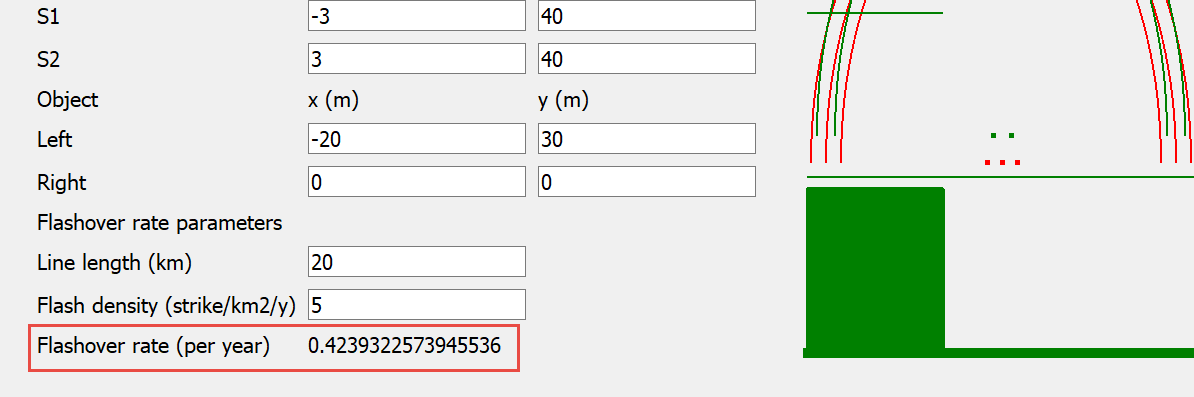 S1 -3 40
S2 3 40
Object x (m) y (m)
Left -20 30
Right 0 0
Flashover rate parameters
Line length (km) 20
Flash density (strike/km2/y) 5
Flashover rate (per year) 0.4239322573945536